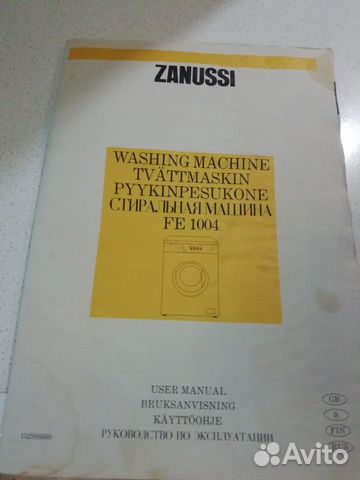 ZANUSSI
WASHING MACHINE
TVÄTTMASKIN
PYYKINPESUKONE
СТИРАЛЬНАЯ МАШИНА
FE 1004
USER MANUAL
BRUKSANVISNING
KÄYTTÖOHJE
РУКОВОДСТВО ПО ЭКСПЛУАТАЦИИ
GB
S
FIN
RUS
Avito